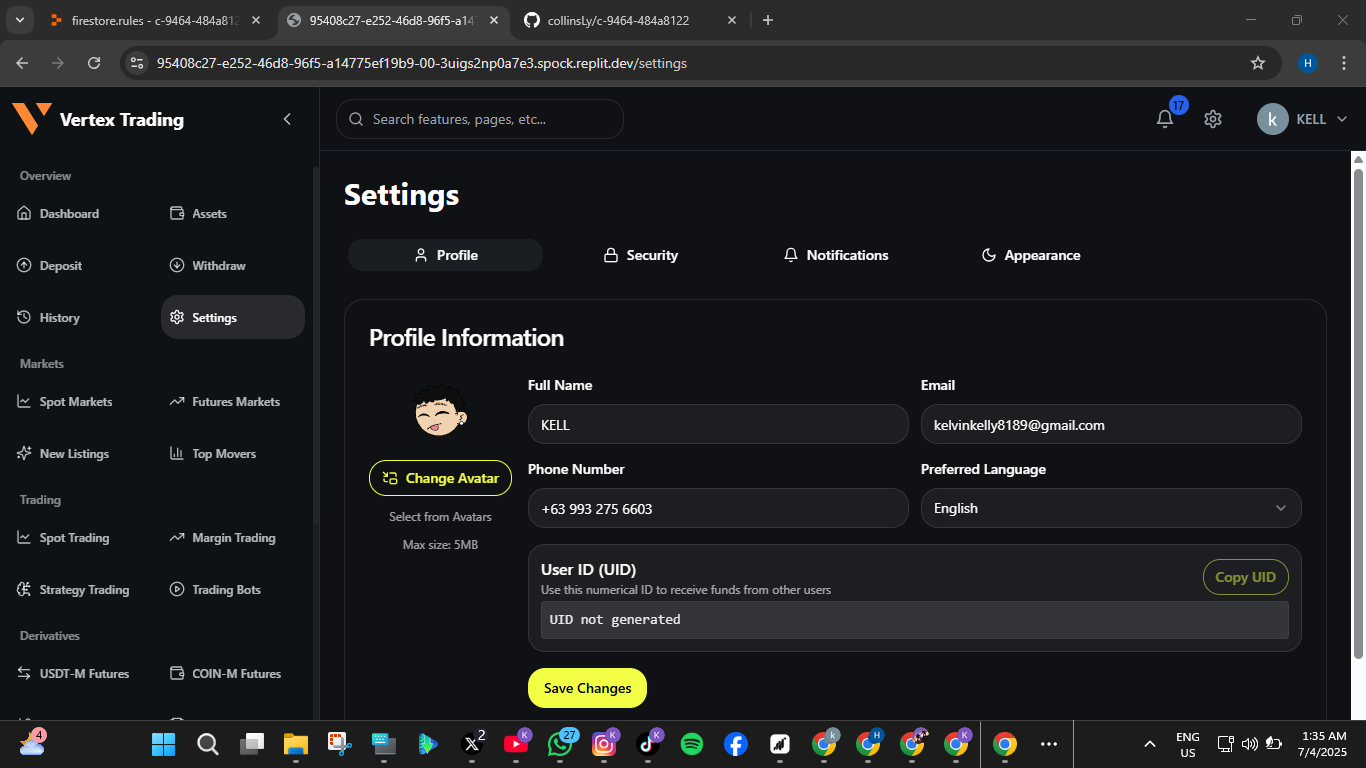 firestore.rules - c-9464-484a812
95408c27-e252-46d8-96f5-a147
collinsLy/c-9464-484a8122
95408c27-e252-46d8-96f5-a14775ef19b9-00-3uigs2np0a7e3.spock.replit.dev/settings
H
Vertex Trading
Search features, pages, etc...
17
k
KELL
Overview
Dashboard
Assets
Deposit
Withdraw
History
Settings
Markets
Spot Markets
Futures Markets
New Listings
Top Movers
Trading
Spot Trading
Margin Trading
Strategy Trading
Trading Bots
Derivatives
USDT-M Futures
COIN-M Futures
Settings
Profile
Security
Notifications
Appearance
Profile Information
Full Name
KELL
Email
kelvinkelly8189@gmail.com
Change Avatar
Select from Avatars
Max size: 5MB
Phone Number
+63 993 275 6603
Preferred Language
English
User ID (UID)
Use this numerical ID to receive funds from other users
Copy UID
UID not generated
Save Changes
4
2
K
27
K
K
k
H
K
ENG
US
1:35 AM
7/4/2025